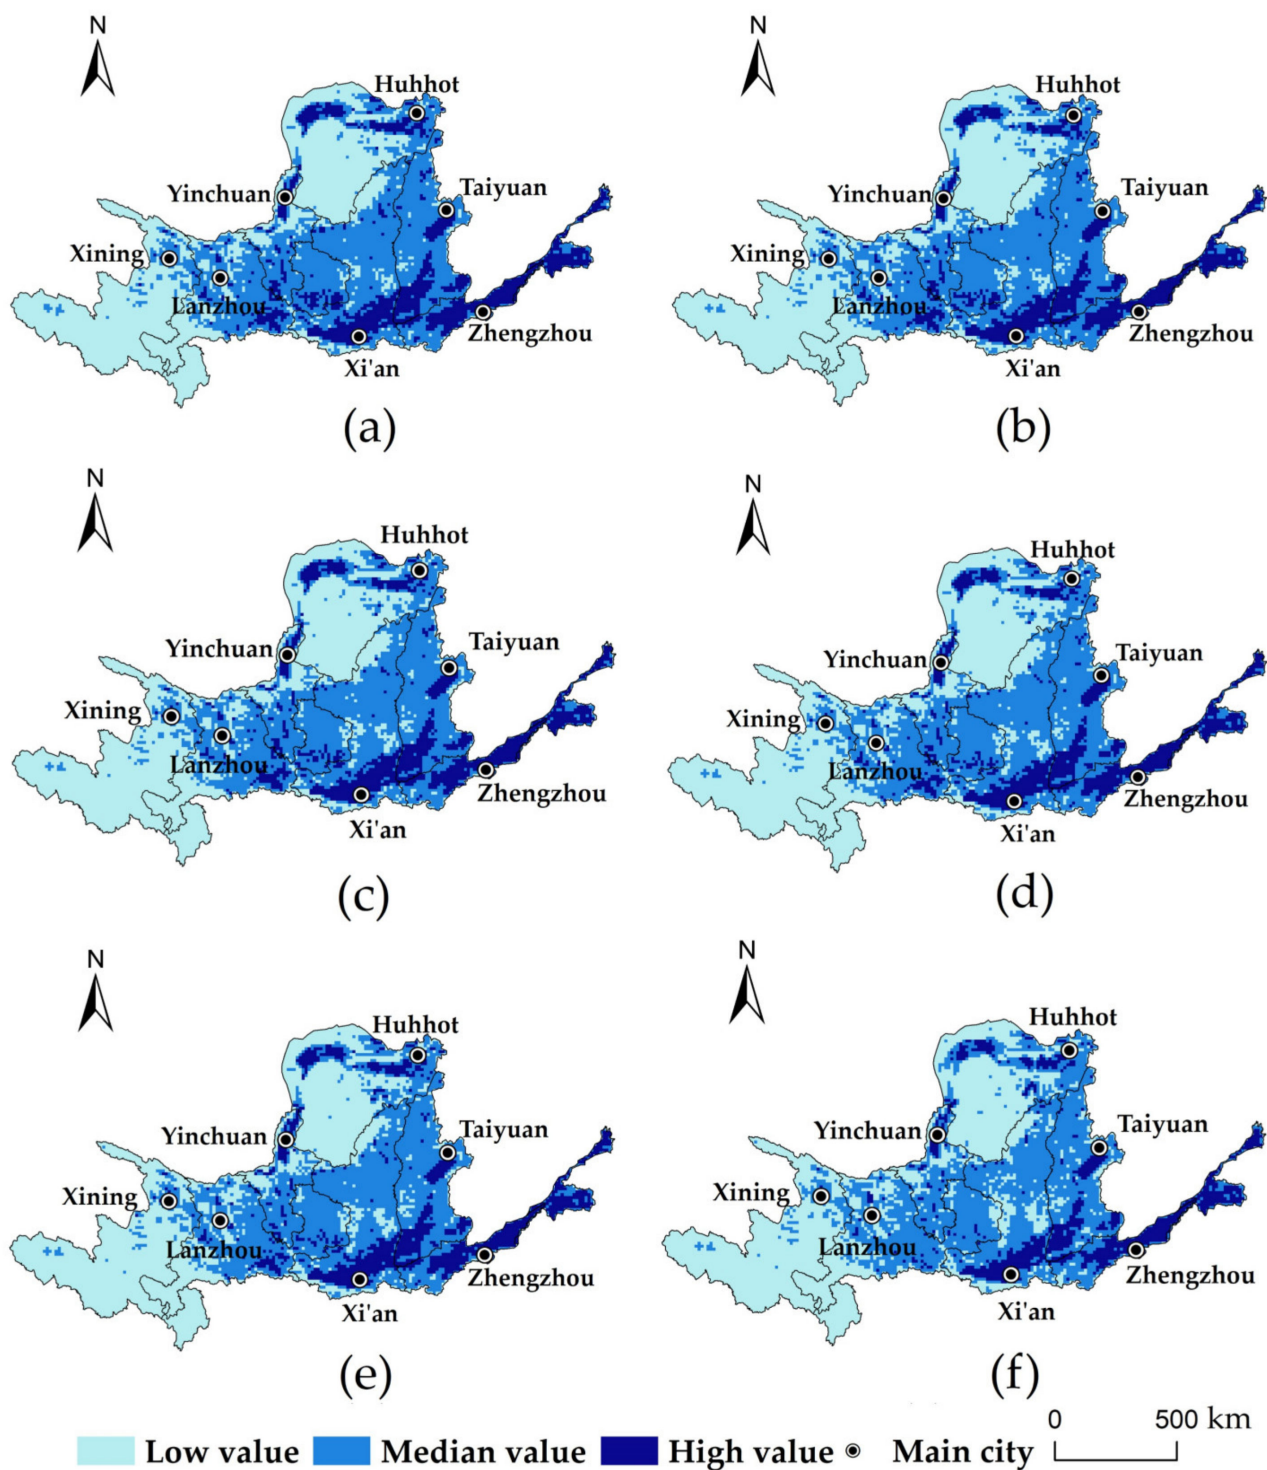 N
N
Huhhot
Huhhot
Yinchuan
Taiyuan
Yinchuan
Taiyuan
Xining
Xining
Lanzhou
Lanzhou
Zhengzhou
Zhengzhou
Xi'an
Xi'an
(a)
(b)
N
N
Huhhot
Huhhot
Yinchuan
Taiyuan
Yinchuan
Taiyuan
Xining
Xining
Lanzhou
Lanzhou
Zhengzhou
Zhengzhou
Xi'an
Xi'an
(c)
(d)
N
N
Huhhot
Huhhot
Yinchuan
Taiyuan
Yinchuan
Taiyuan
Xining
Xining
Lanzhou
Lanzhou
Zhengzhou
Zhengzhou
Xi'an
Xi'an
(e)
(f)
0 500 km
Low value Median value High value Main city